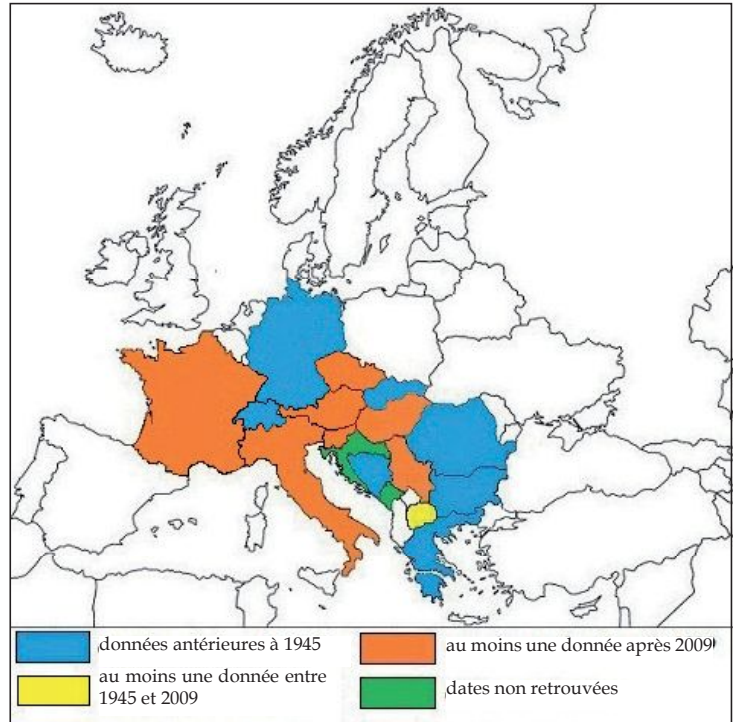 données antérieures à 1945
au moins une donnée après 2009
au moins une donnée entre
1945 et 2009
dates non retrouvées